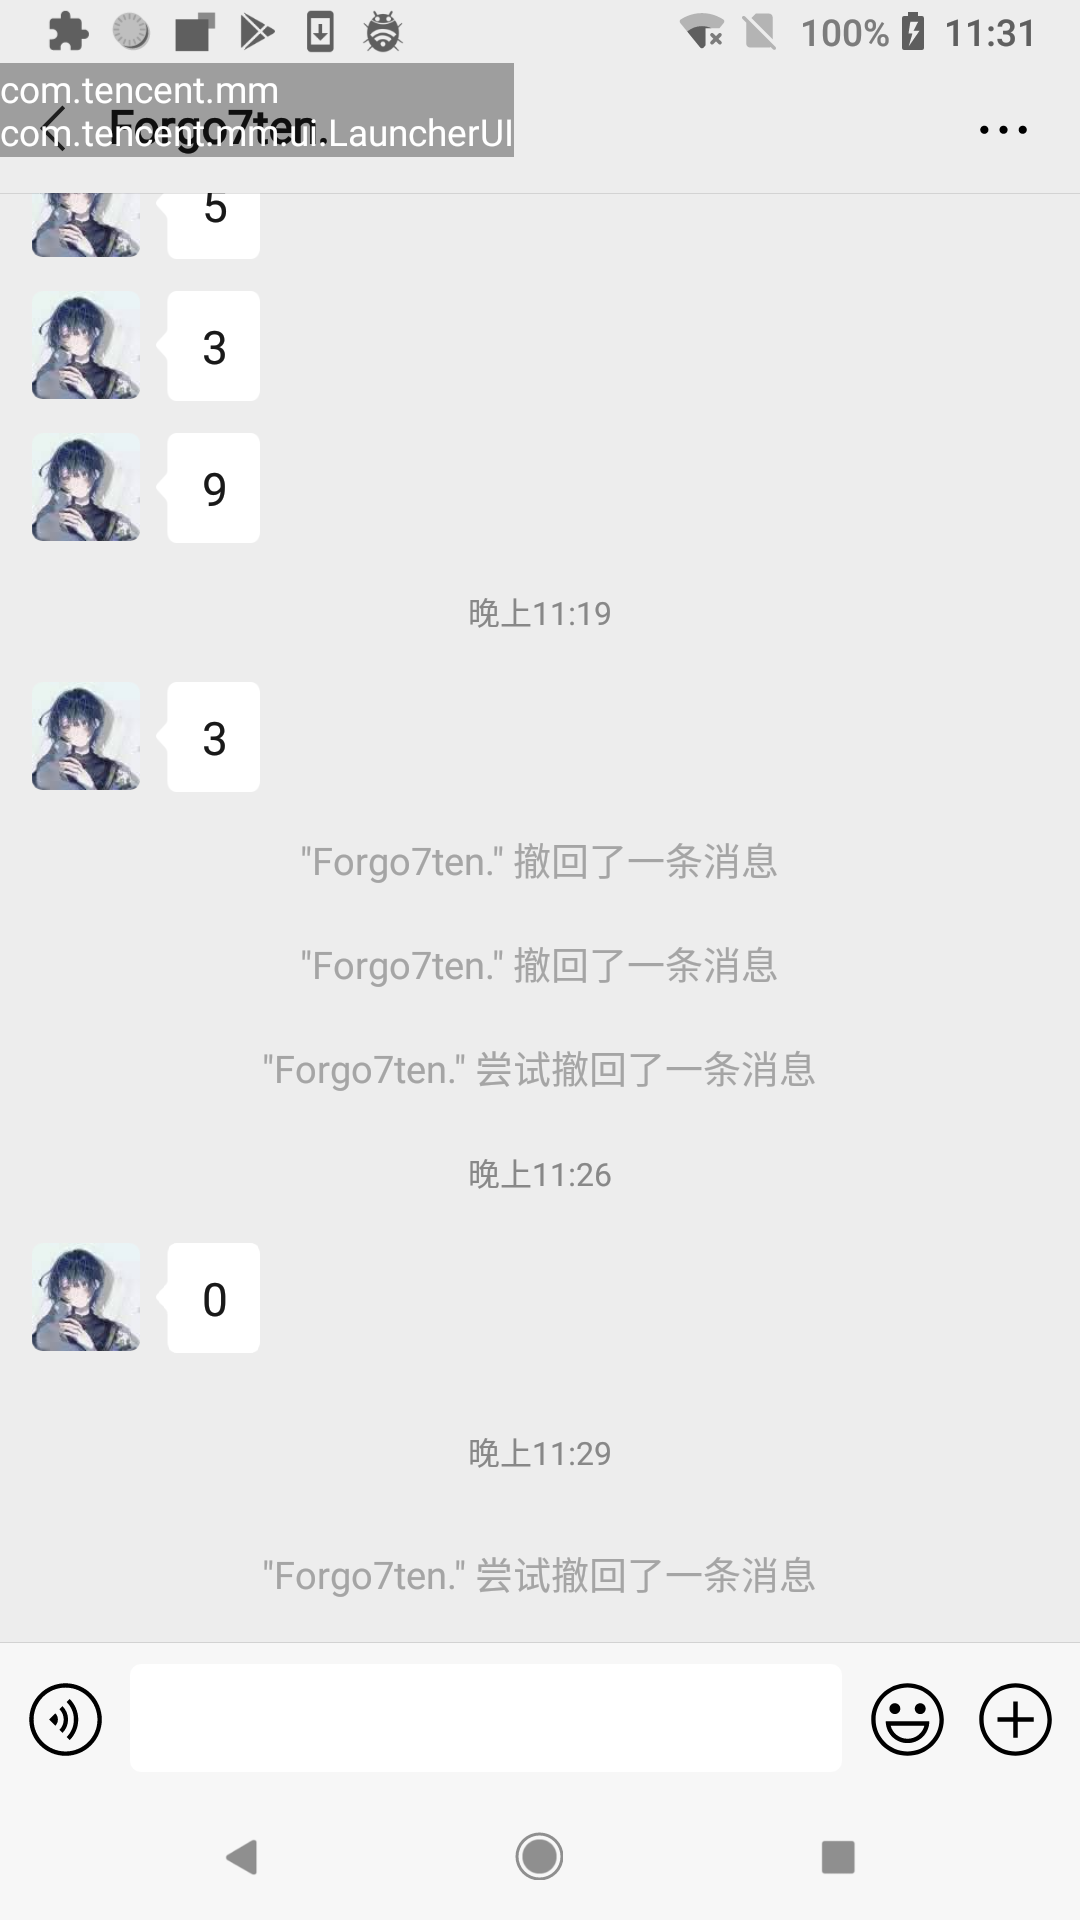 100% 11:31
com.tencent.mm
Forgo7ten.
com.tencent.mm.ui.LauncherUI
5
3
9
晚上11:19
3
"Forgo7ten." 撤回了一条消息
"Forgo7ten." 撤回了一条消息
"Forgo7ten." 尝试撤回了一条消息
晚上11:26
0
晚上11:29
"Forgo7ten." 尝试撤回了一条消息